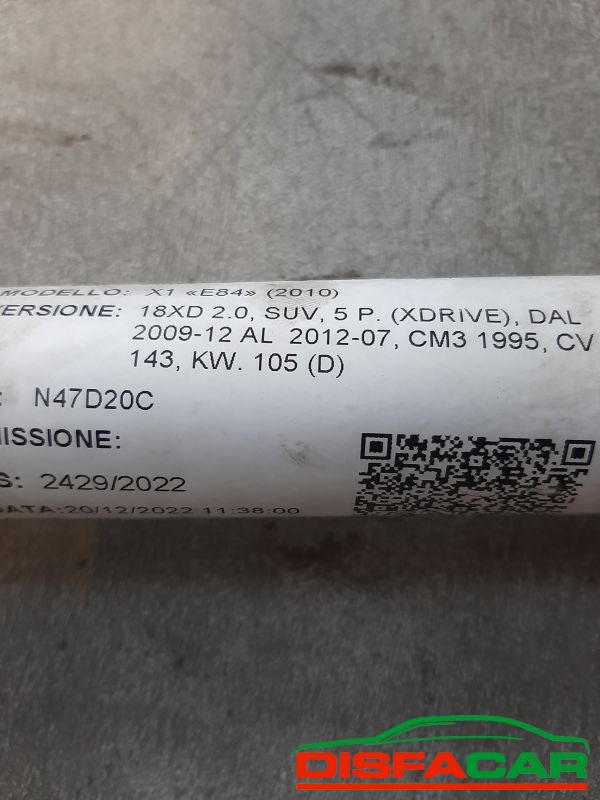 MODELLO: X1 «E84» (2010)
VERSIONE: 18XD 2.0, SUV, 5 P. (XDRIVE), DAL
2009-12 AL 2012-07, CM3 1995, CV
143, KW. 105 (D)
: N47D20C
MISSIONE:
S: 2429/2022
DATA:20/12/2022 11:38:00
DISFACAR